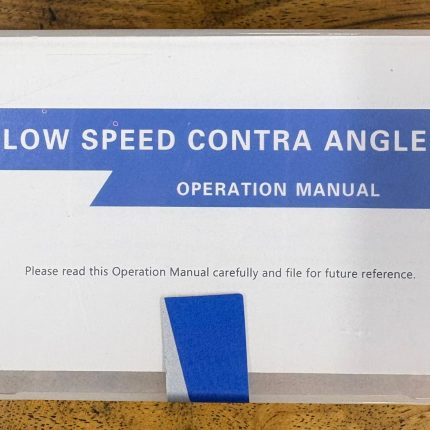 LOW SPEED CONTRA ANGLE
OPERATION MANUAL
Please read this Operation Manual carefully and file for future reference.